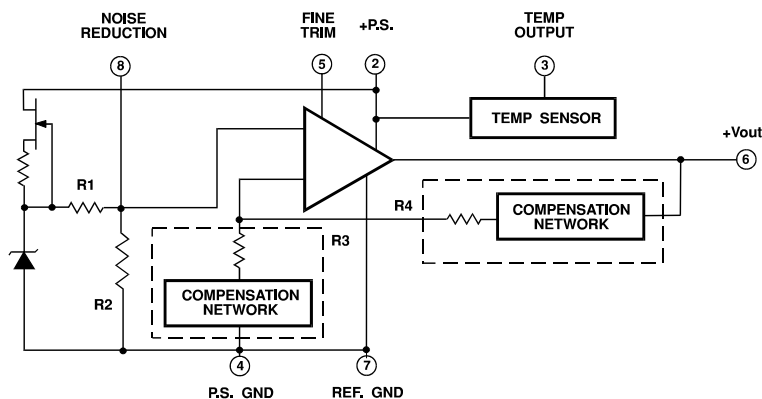 NOISE
REDUCTION
FINE
TRIM
+P.S.
TEMP
OUTPUT
8
5
2
3
TEMP SENSOR
+Vout
6
R1
R4
COMPENSATION
NETWORK
R3
R2
COMPENSATION
NETWORK
4
7
P.S. GND
REF. GND